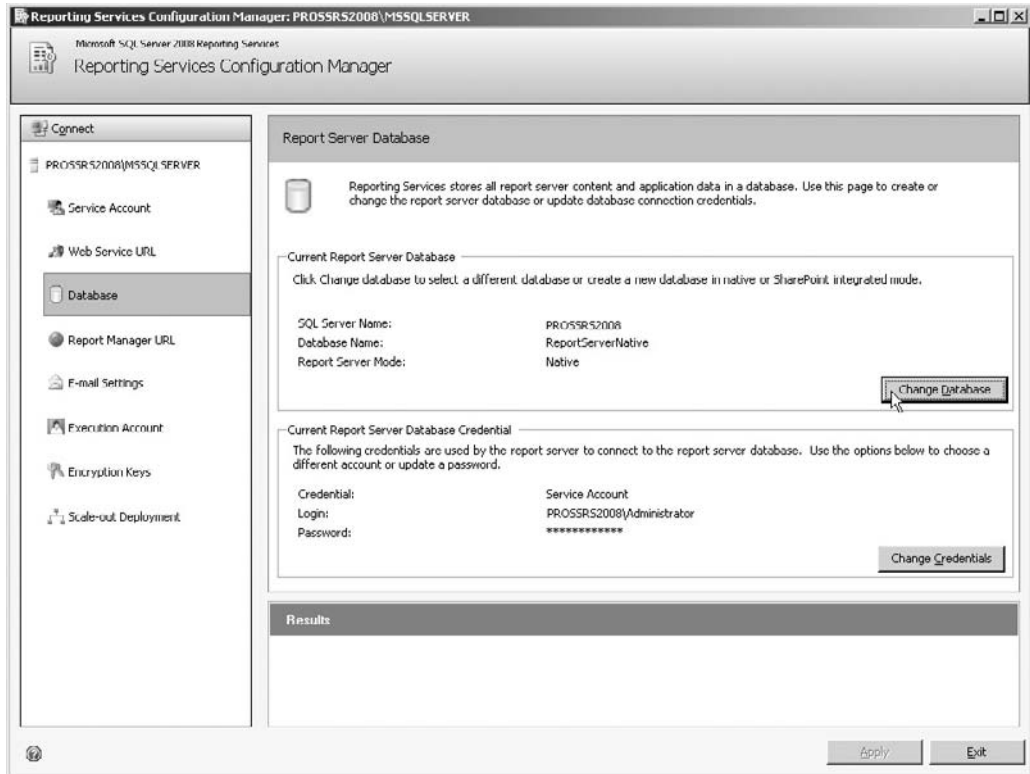 Reporting Services Configuration Manager: PROSSRS2008\MSSQLSERVER
Microsoft SQL Server 2008 Reporting Services
Reporting Services Configuration Manager
Connect
PROSSRS2008\MSSQLSERVER
Service Account
Web Service URL
Database
Report Manager URL
E-mail Settings
Execution Account
Encryption Keys
Scale-out Deployment
Report Server Database
Reporting Services stores all report server content and application data in a database. Use this page to create or
change the report server database or update database connection credentials.
Current Report Server Database
Click Change database to select a different database or create a new database in native or SharePoint integrated mode.
SQL Server Name: PROSSRS2008
Database Name: ReportServerNative
Report Server Mode: Native
Change Database
Current Report Server Database Credential
The following credentials are used by the report server to connect to the report server database. Use the options below to choose a
different account or update a password.
Credential: Service Account
Login: PROSSRS2008\Administrator
Password: ************
Change Credentials
Results
Apply
Exit